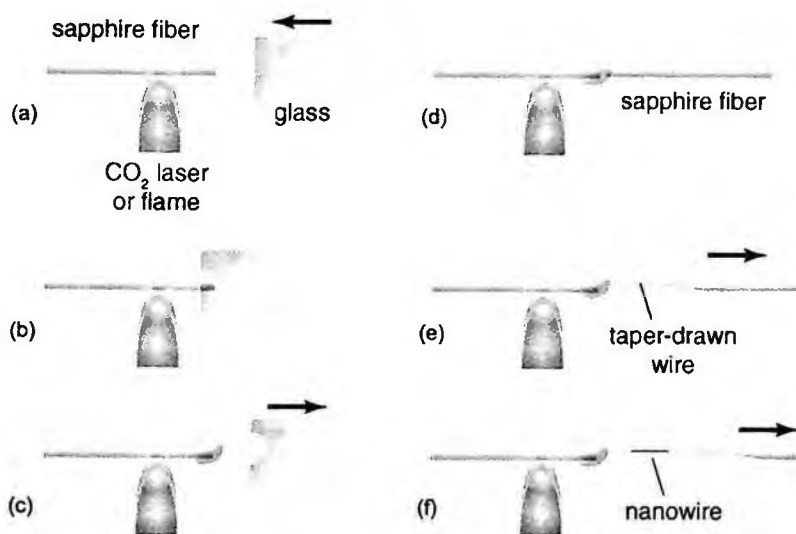 sapphire fiber
(a)
glass
CO₂ laser
or flame
(b)
(c)
(d)
sapphire fiber
(e)
taper-drawn
wire
(f)
nanowire